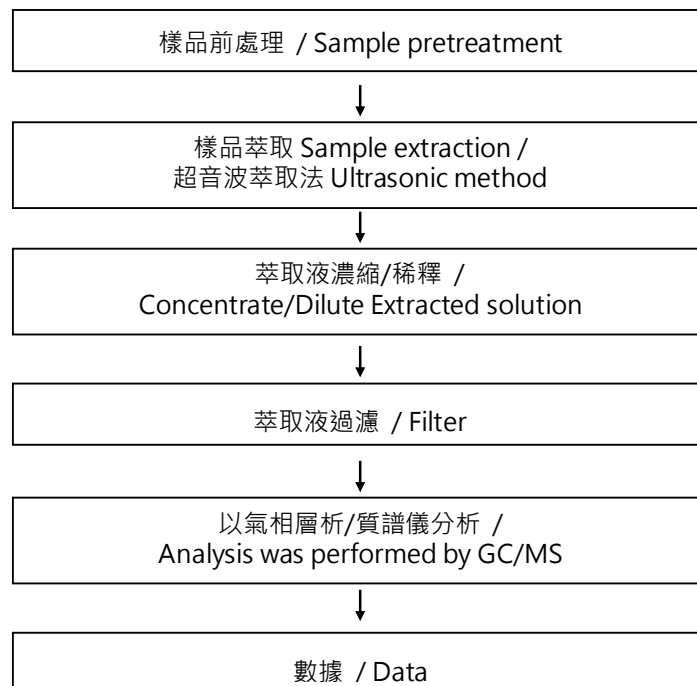 樣品前處理 / Sample pretreatment
樣品萃取 Sample extraction /
超音波萃取法 Ultrasonic method
萃取液濃縮/稀釋 /
Concentrate/Dilute Extracted solution
萃取液過濾 / Filter
以氣相層析/質譜儀分析 /
Analysis was performed by GC/MS
數據 / Data